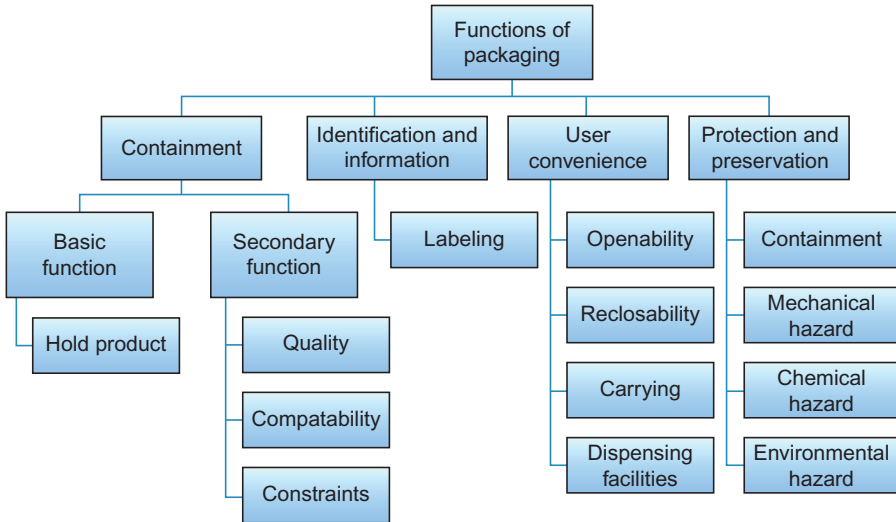 Functions of
packaging
Containment
Identification and
information
User
convenience
Protection and
preservation
Basic
function
Secondary
function
Labeling
Openability
Containment
Hold product
Quality
Reclosability
Mechanical
hazard
Compatability
Carrying
Chemical
hazard
Constraints
Dispensing
facilities
Environmental
hazard